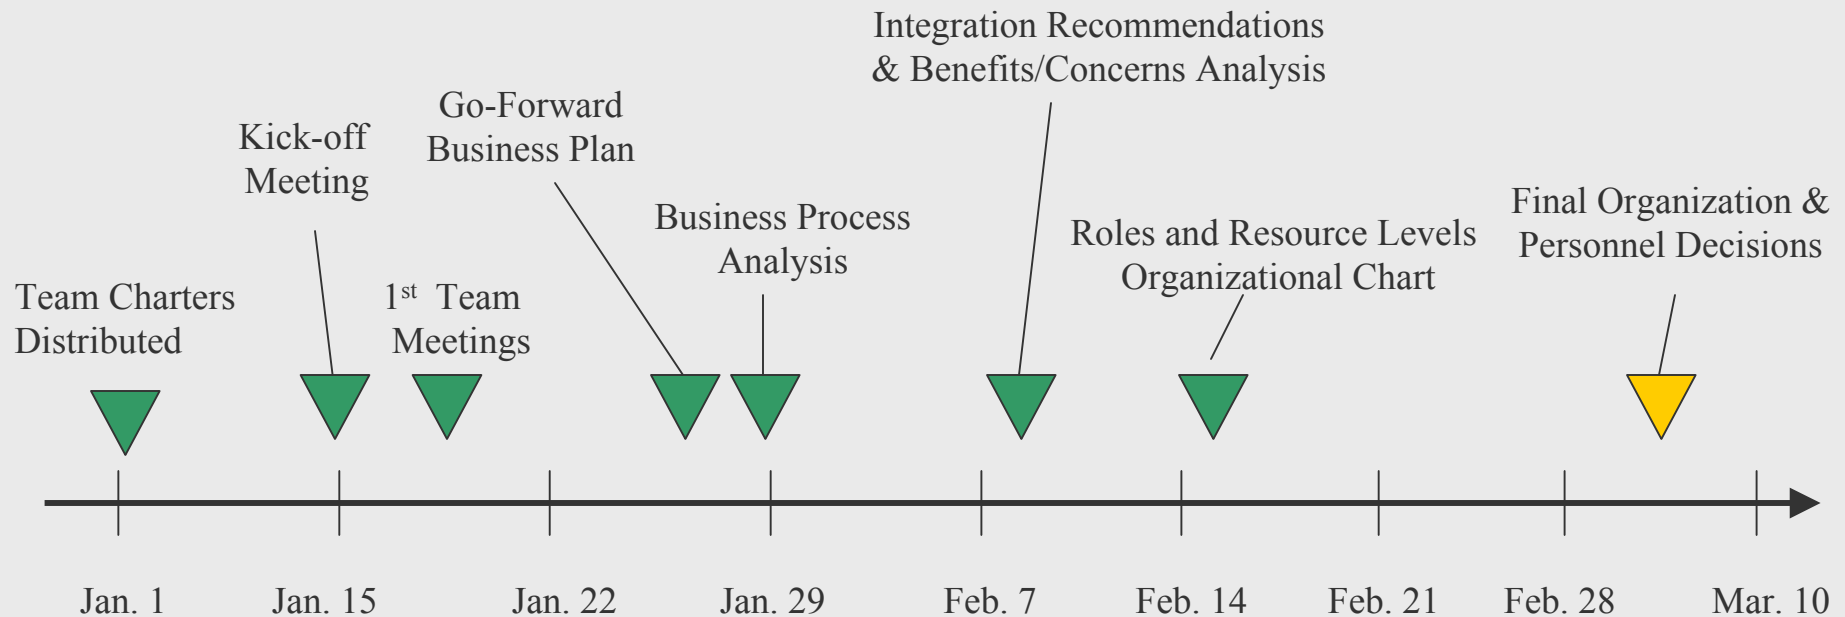 Integration Recommendations
& Benefits/Concerns Analysis
Go-Forward
Business Plan
Kick-off
Meeting
Business Process
Analysis
Roles and Resource Levels
Organizational Chart
Final Organization &
Personnel Decisions
Team Charters
Distributed
1st Team
Meetings
Jan. 1 Jan. 15 Jan. 22 Jan. 29 Feb. 7 Feb. 14 Feb. 21 Feb. 28 Mar. 10